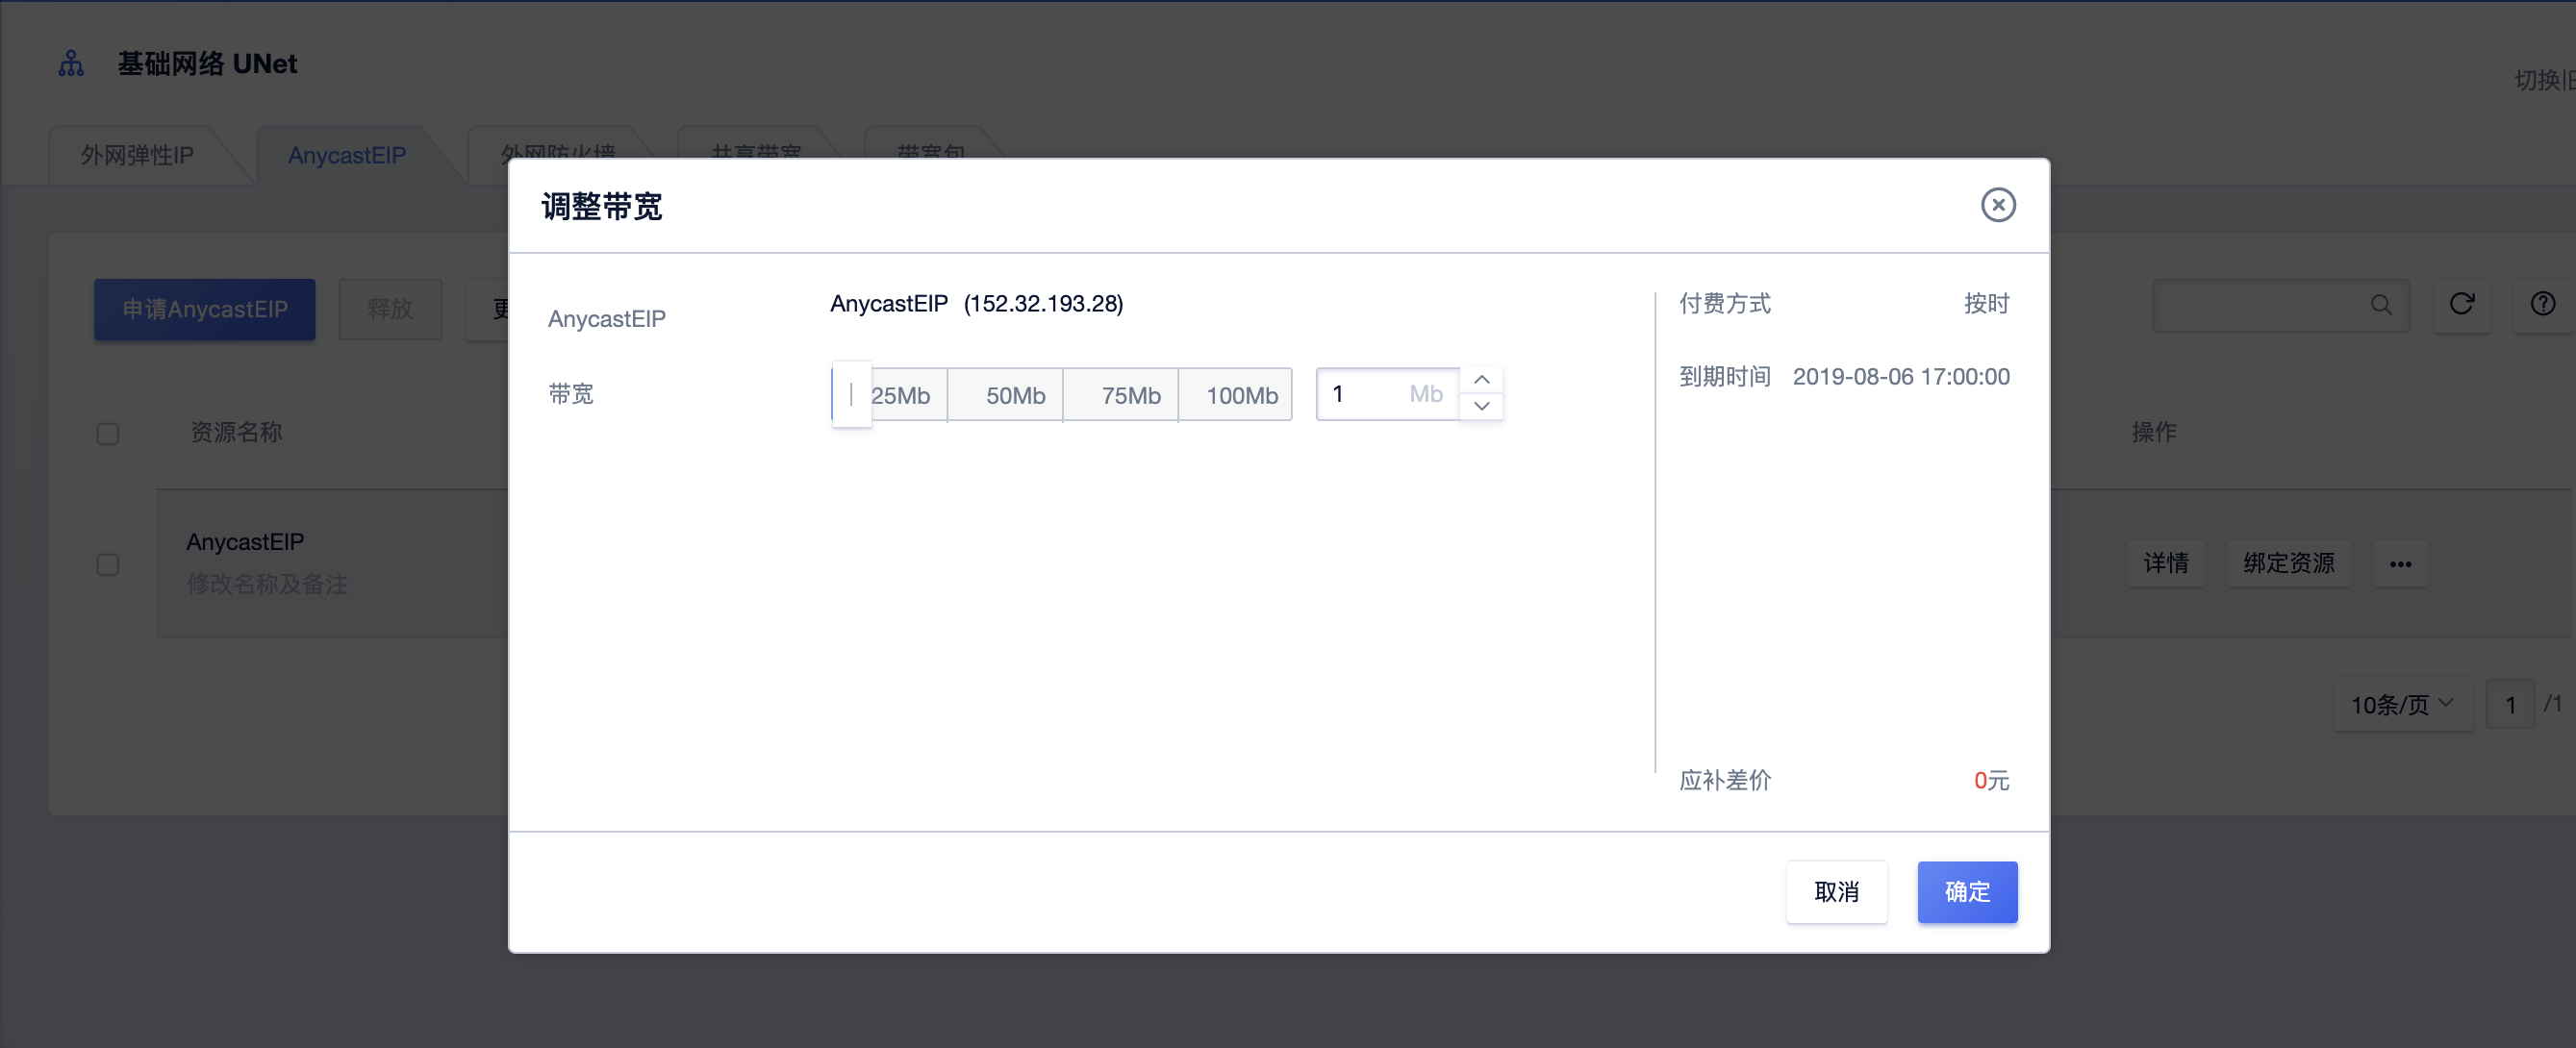 基础网络 UNet
切换旧
外网弹性IP
AnycastEIP
外网防火墙
共享带宽
带宽包
调整带宽
申请AnycastEIP
释放
更
AnycastEIP
AnycastEIP (152.32.193.28)
付费方式
按时
带宽
25Mb
50Mb
75Mb
100Mb
1
Mb
到期时间
2019-08-06 17:00:00
资源名称
操作
AnycastEIP
修改名称及备注
详情
绑定资源
10条/页
1
/1
应补差价
0元
取消
确定